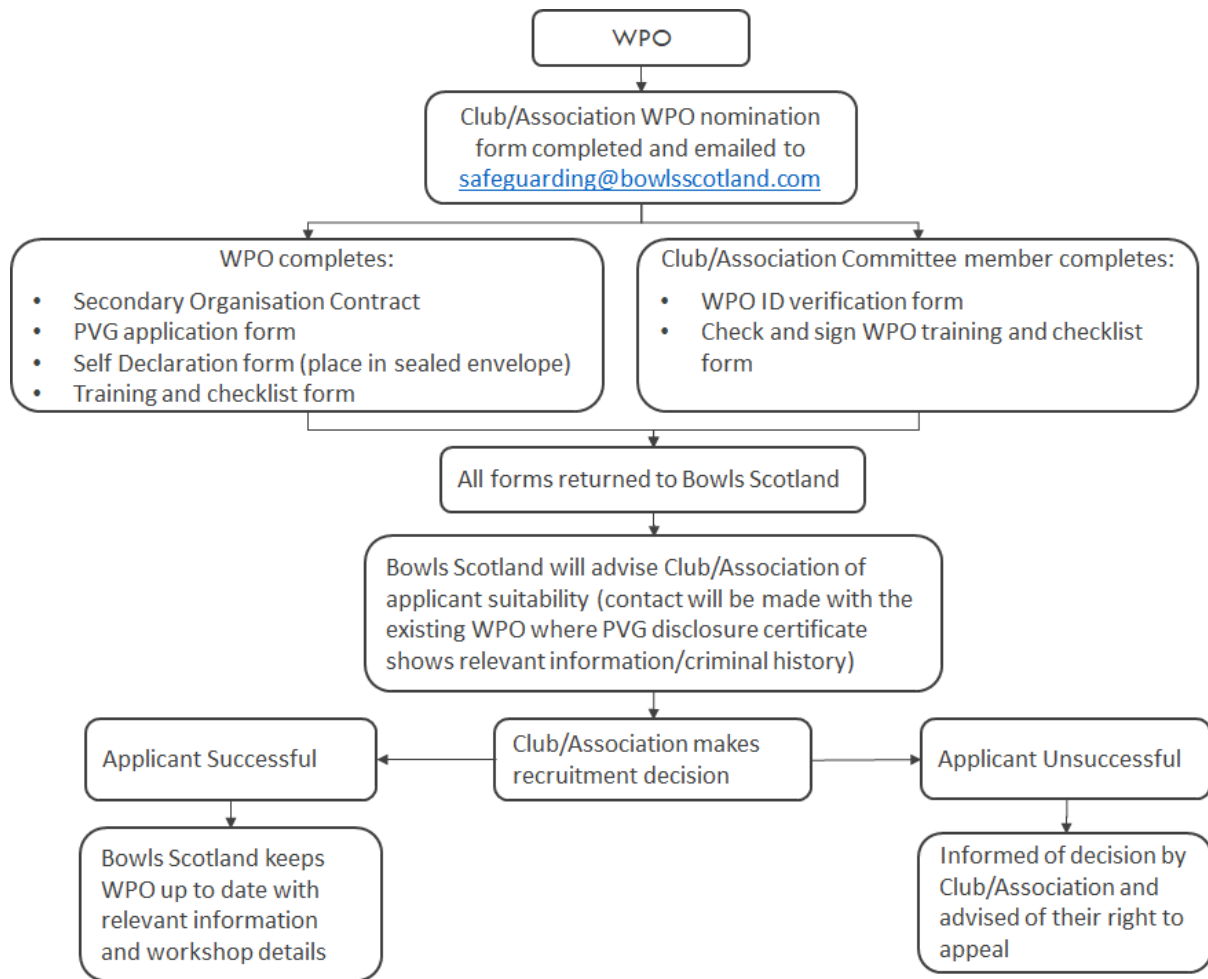 WPO
Club/Association WPO nomination
form completed and emailed to
safeguarding@bowlsscotland.com
WPO completes:
• Secondary Organisation Contract
• PVG application form
• Self Declaration form (place in sealed envelope)
• Training and checklist form
Club/Association Committee member completes:
• WPO ID verification form
• Check and sign WPO training and checklist
form
All forms returned to Bowls Scotland
Bowls Scotland will advise Club/Association of
applicant suitability (contact will be made with the
existing WPO where PVG disclosure certificate
shows relevant information/criminal history)
Applicant Successful
Club/Association makes
recruitment decision
Applicant Unsuccessful
Bowls Scotland keeps
WPO up to date with
relevant information
and workshop details
Informed of decision by
Club/Association and
advised of their right to
appeal